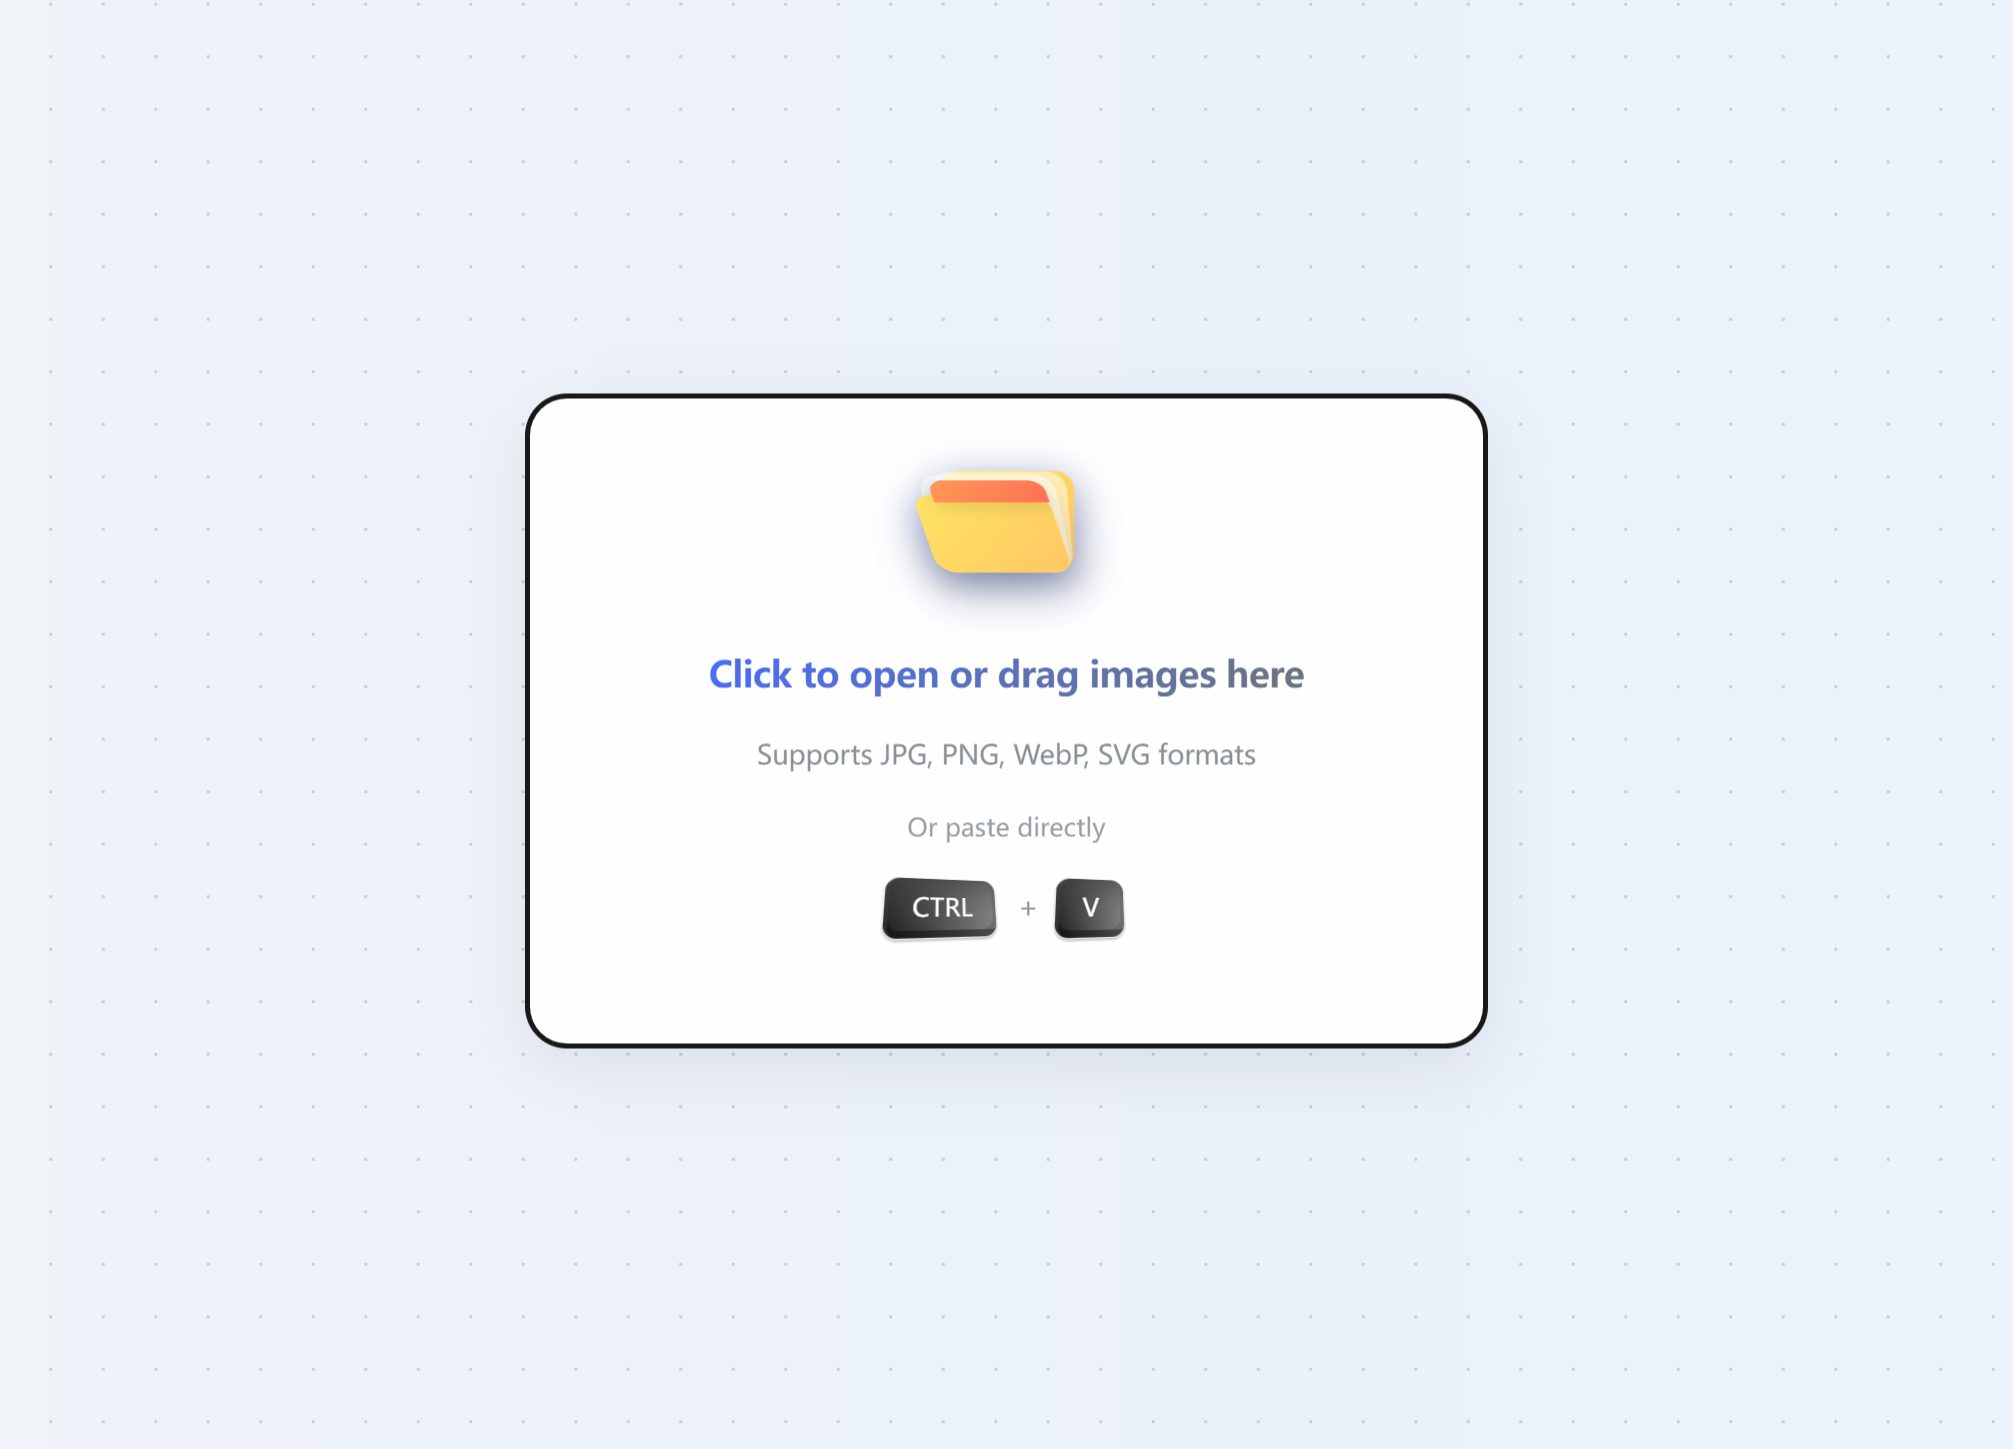 Click to open or drag images here
Supports JPG, PNG, WebP, SVG formats
Or paste directly
CTRL + V